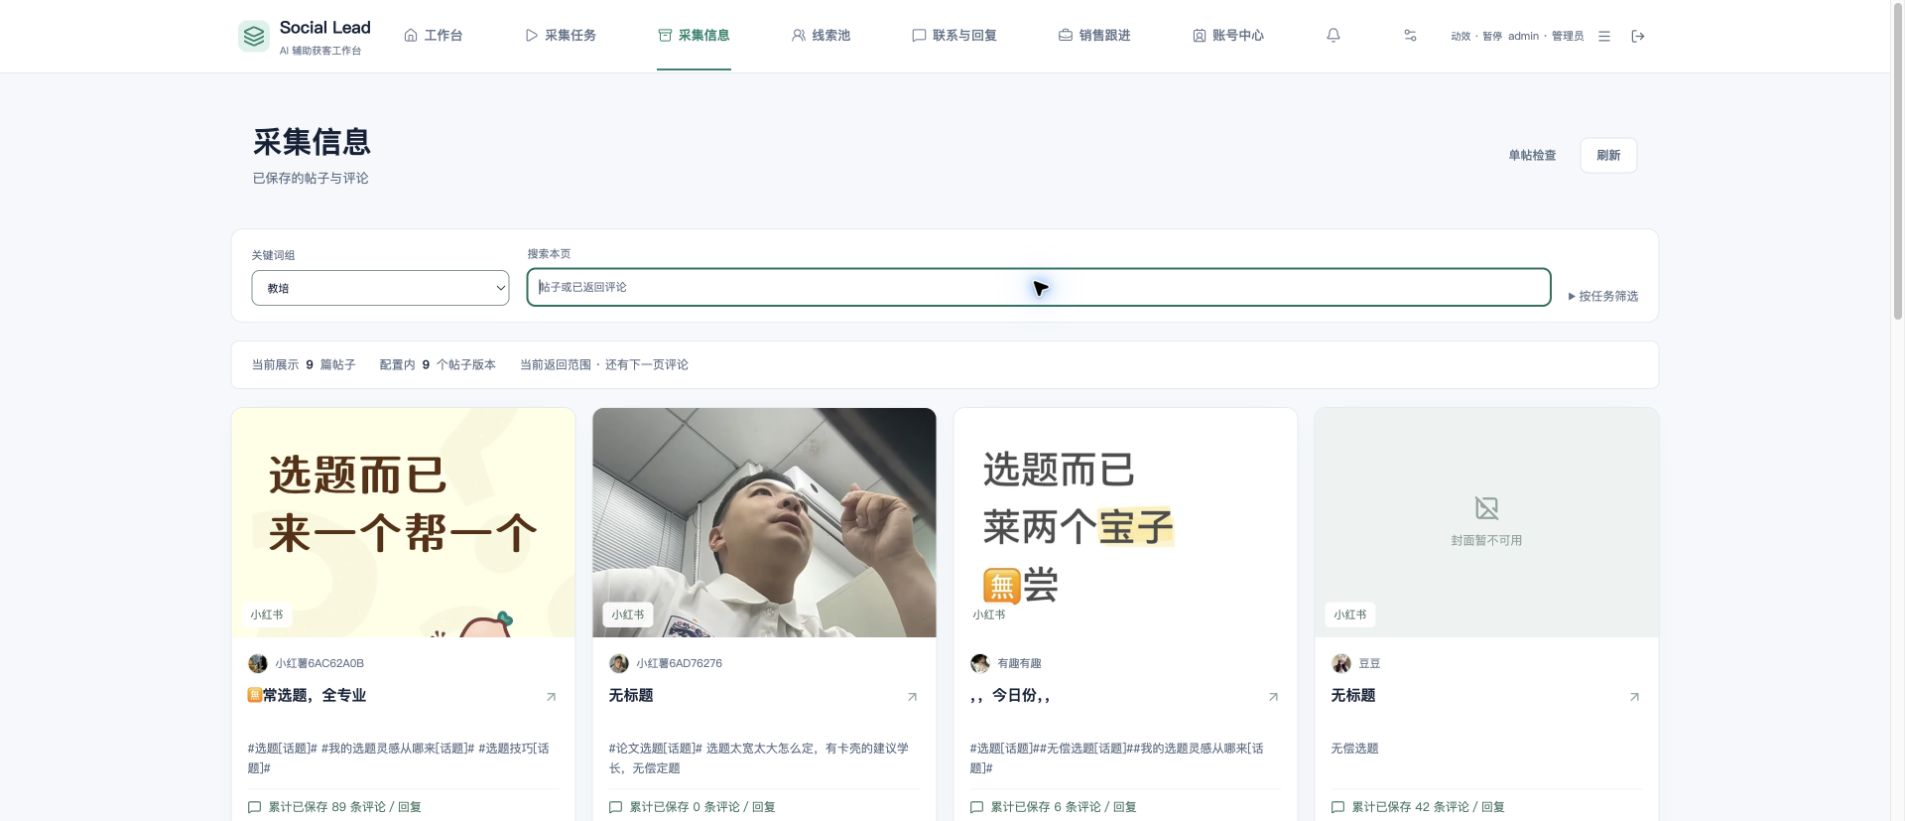 Social Lead
AI 辅助获客工作台
工作台
采集任务
采集信息
线索池
联系与回复
销售跟进
账号中心
动效 · 暂停 admin · 管理员
采集信息
已保存的帖子与评论
单帖检查
刷新
关键词组
教培
搜索本页
帖子或已返回评论
按任务筛选
当前展示 9 篇帖子
配置内 9 个帖子版本
当前返回范围 · 还有下一页评论
选题而已
来一个帮一个
小红书
小红薯6AC62A0B
🈚常选题，全专业
#选题[话题]# #我的选题灵感从哪来[话题]# #选题技巧[话
题]#
累计已保存 89 条评论 / 回复
小红书
小红薯6AD76276
无标题
#论文选题[话题]# 选题太宽太大怎么定，有卡壳的建议学
长，无偿定题
累计已保存 0 条评论 / 回复
选题而已
莱两个宝子
🈚尝
小红书
有趣有趣
，，今日份，，
#选题[话题]##无偿选题[话题]##我的选题灵感从哪来[话
题]#
累计已保存 6 条评论 / 回复
封面暂不可用
小红书
豆豆
无标题
无偿选题
累计已保存 42 条评论 / 回复